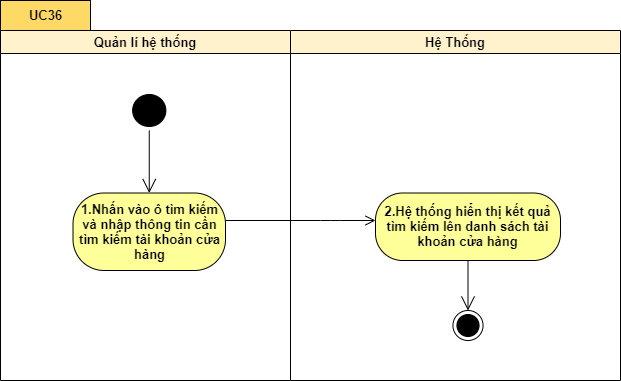 UC36
Quản lí hệ thống
Hệ Thống
1.Nhấn vào ô tìm kiếm
và nhập thông tin cần
tìm kiếm tài khoản cửa
hàng
2.Hệ thống hiển thị kết quả
tìm kiếm lên danh sách tài
khoản cửa hàng